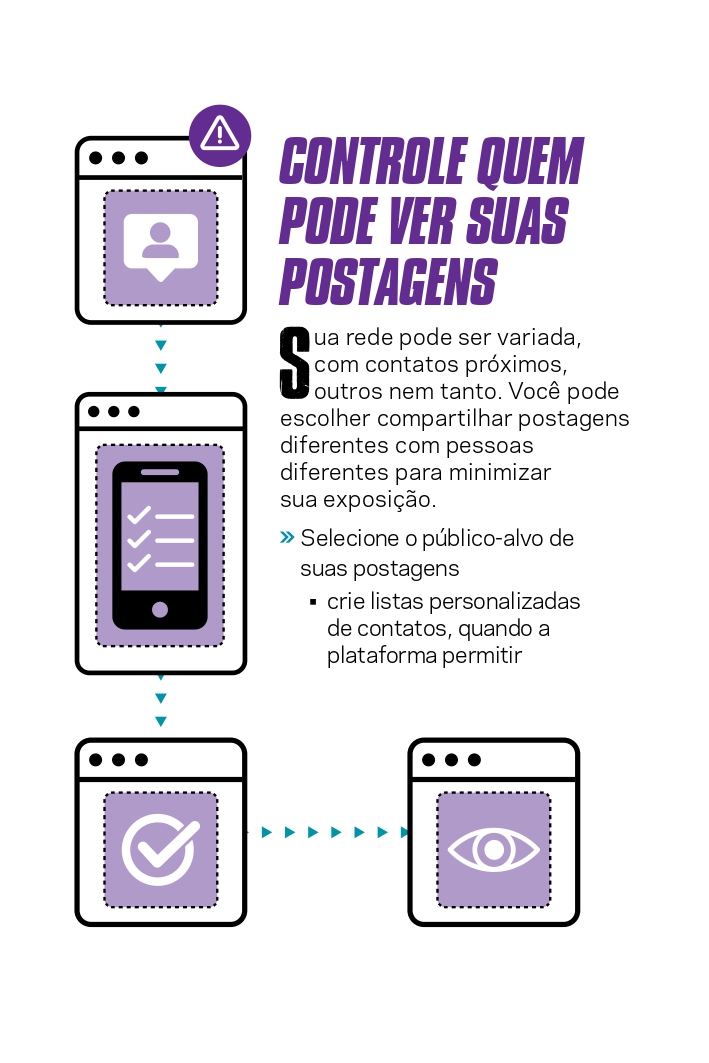 CONTROLE QUEM
PODE VER SUAS
POSTAGENS
Sua rede pode ser variada,
com contatos próximos,
outros nem tanto. Você pode
escolher compartilhar postagens
diferentes com pessoas
diferentes para minimizar
sua exposição.
» Selecione o público-alvo de
suas postagens
▪ crie listas personalizadas
de contatos, quando a
plataforma permitir